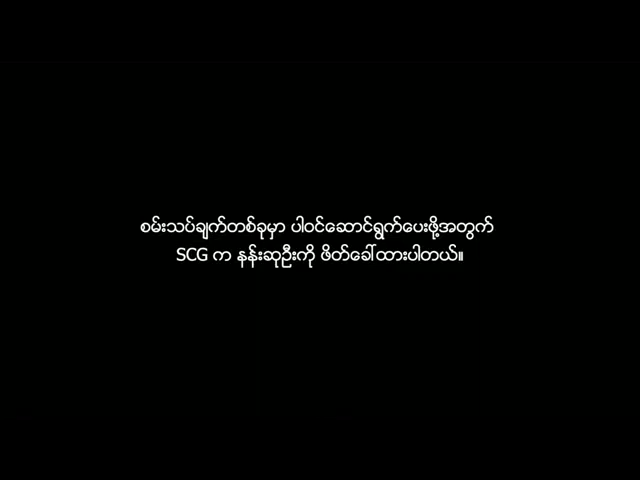 စမ်းသပ်ချက်တစ်ခုမှာ ပါဝင်ဆောင်ရွက်ပေးဖို့အတွက်
SCG က နန်းဆုဦးကို ဖိတ်ခေါ်ထားပါတယ်။